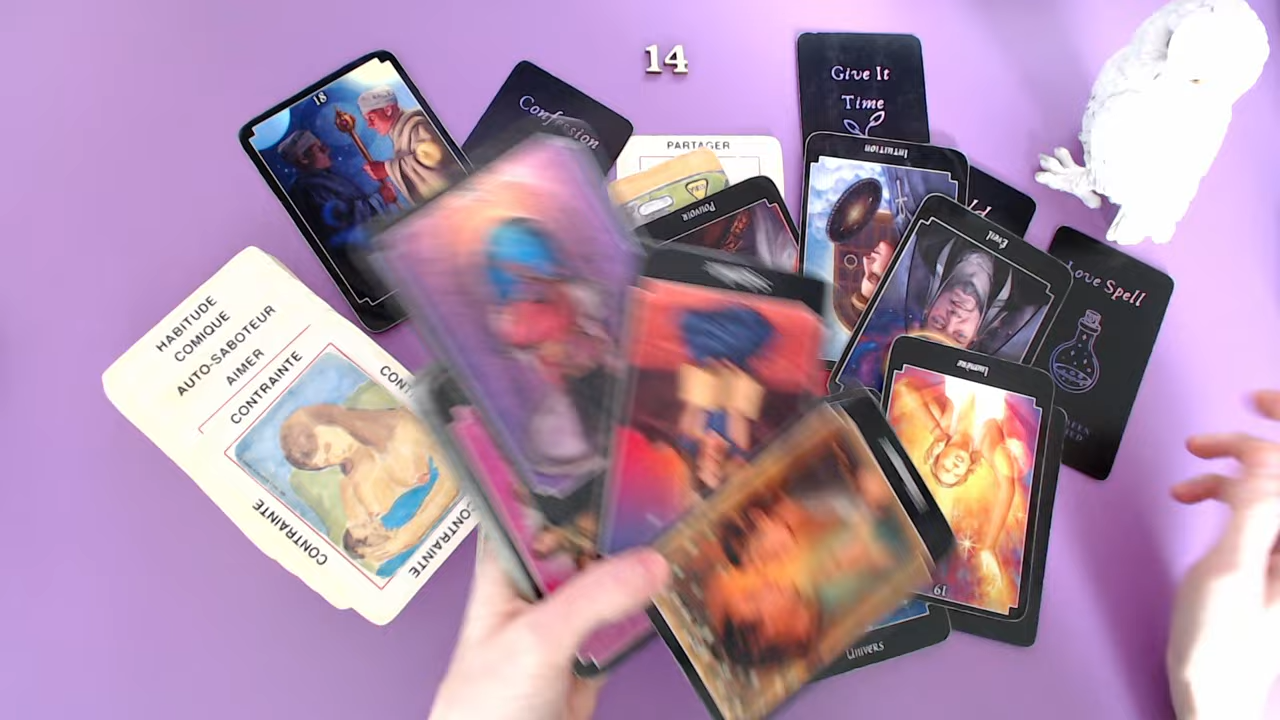 14
18
Confession
Give It
Time
PARTAGER
Intuition
Pouvoir
Eveil
Love Spell
HABITUDE
COMIQUE
AUTO-SABOTEUR
AIMER
CONTRAINTE
CONTRAINTE
Lumière
19
Univers